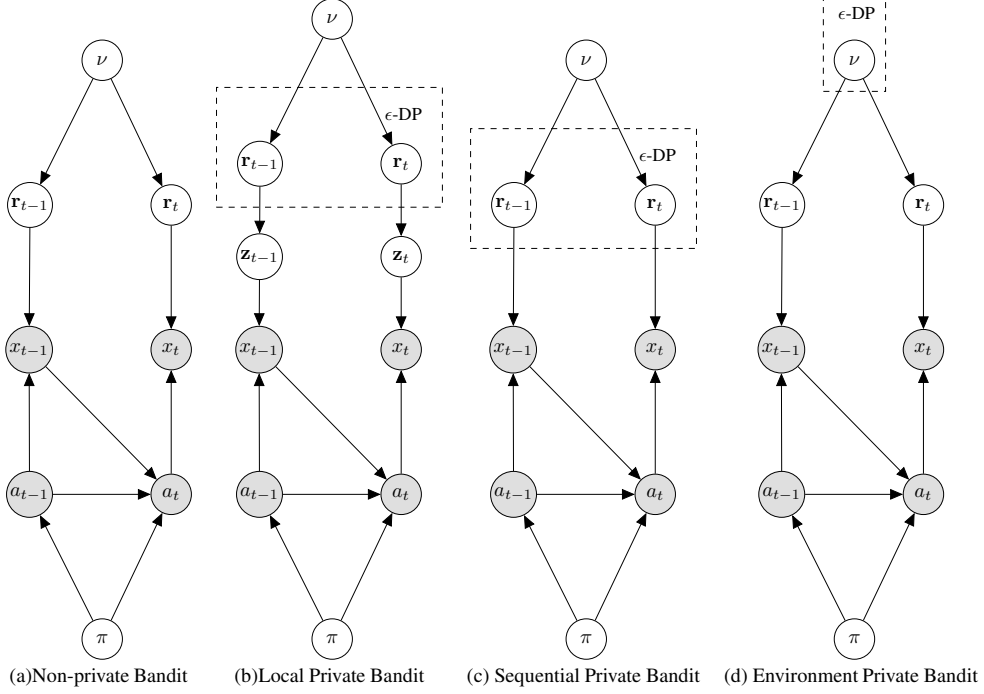 ν
r_{t−1}
r_t
x_{t−1}
x_t
a_{t−1}
a_t
π
(a)Non-private Bandit
ν
ϵ-DP
r_{t−1}
r_t
z_{t−1}
z_t
x_{t−1}
x_t
a_{t−1}
a_t
π
(b)Local Private Bandit
ν
ϵ-DP
r_{t−1}
r_t
x_{t−1}
x_t
a_{t−1}
a_t
π
(c) Sequential Private Bandit
ϵ-DP
ν
r_{t−1}
r_t
x_{t−1}
x_t
a_{t−1}
a_t
π
(d) Environment Private Bandit